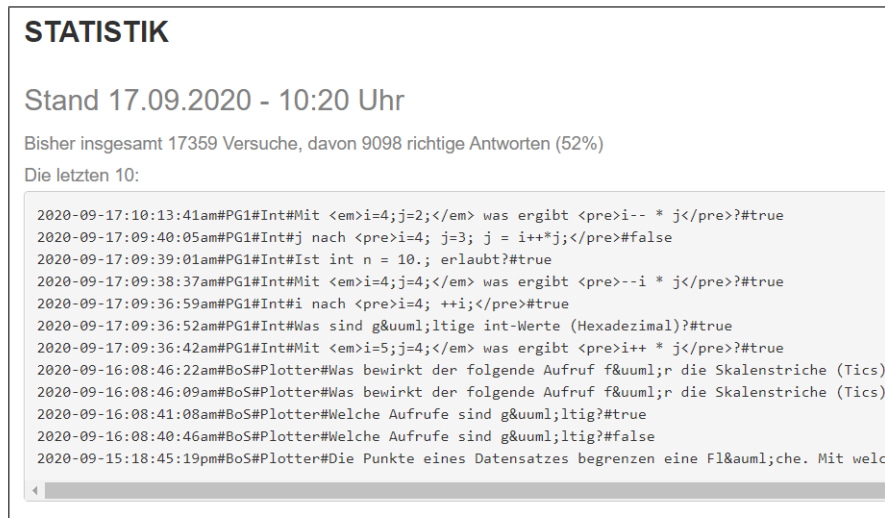 STATISTIK
Stand 17.09.2020 - 10:20 Uhr
Bisher insgesamt 17359 Versuche, davon 9098 richtige Antworten (52%)
Die letzten 10:
2020-09-17:10:13:41am#PG1#Int#Mit <em>i=4;j=2;</em> was ergibt <pre>i-- * j</pre>?#true
2020-09-17:09:40:05am#PG1#Int#j nach <pre>i=4; j=3; j = i++*j;</pre>#false
2020-09-17:09:39:01am#PG1#Int#Ist int n = 10.; erlaubt?#true
2020-09-17:09:38:37am#PG1#Int#Mit <em>i=4;j=4;</em> was ergibt <pre>--i * j</pre>?#true
2020-09-17:09:36:59am#PG1#Int#i nach <pre>i=4; ++i;</pre>#true
2020-09-17:09:36:52am#PG1#Int#Was sind g&uuml;ltige int-Werte (Hexadezimal)?#true
2020-09-17:09:36:42am#PG1#Int#Mit <em>i=5;j=4;</em> was ergibt <pre>i++ * j</pre>?#true
2020-09-16:08:46:22am#BoS#Plotter#Was bewirkt der folgende Aufruf f&uuml;r die Skalenstriche (Tics)
2020-09-16:08:46:09am#BoS#Plotter#Was bewirkt der folgende Aufruf f&uuml;r die Skalenstriche (Tics)
2020-09-16:08:41:08am#BoS#Plotter#Welche Aufrufe sind g&uuml;ltig?#true
2020-09-16:08:40:46am#BoS#Plotter#Welche Aufrufe sind g&uuml;ltig?#false
2020-09-15:18:45:19pm#BoS#Plotter#Die Punkte eines Datensatzes begrenzen eine Fl&auml;che. Mit welc